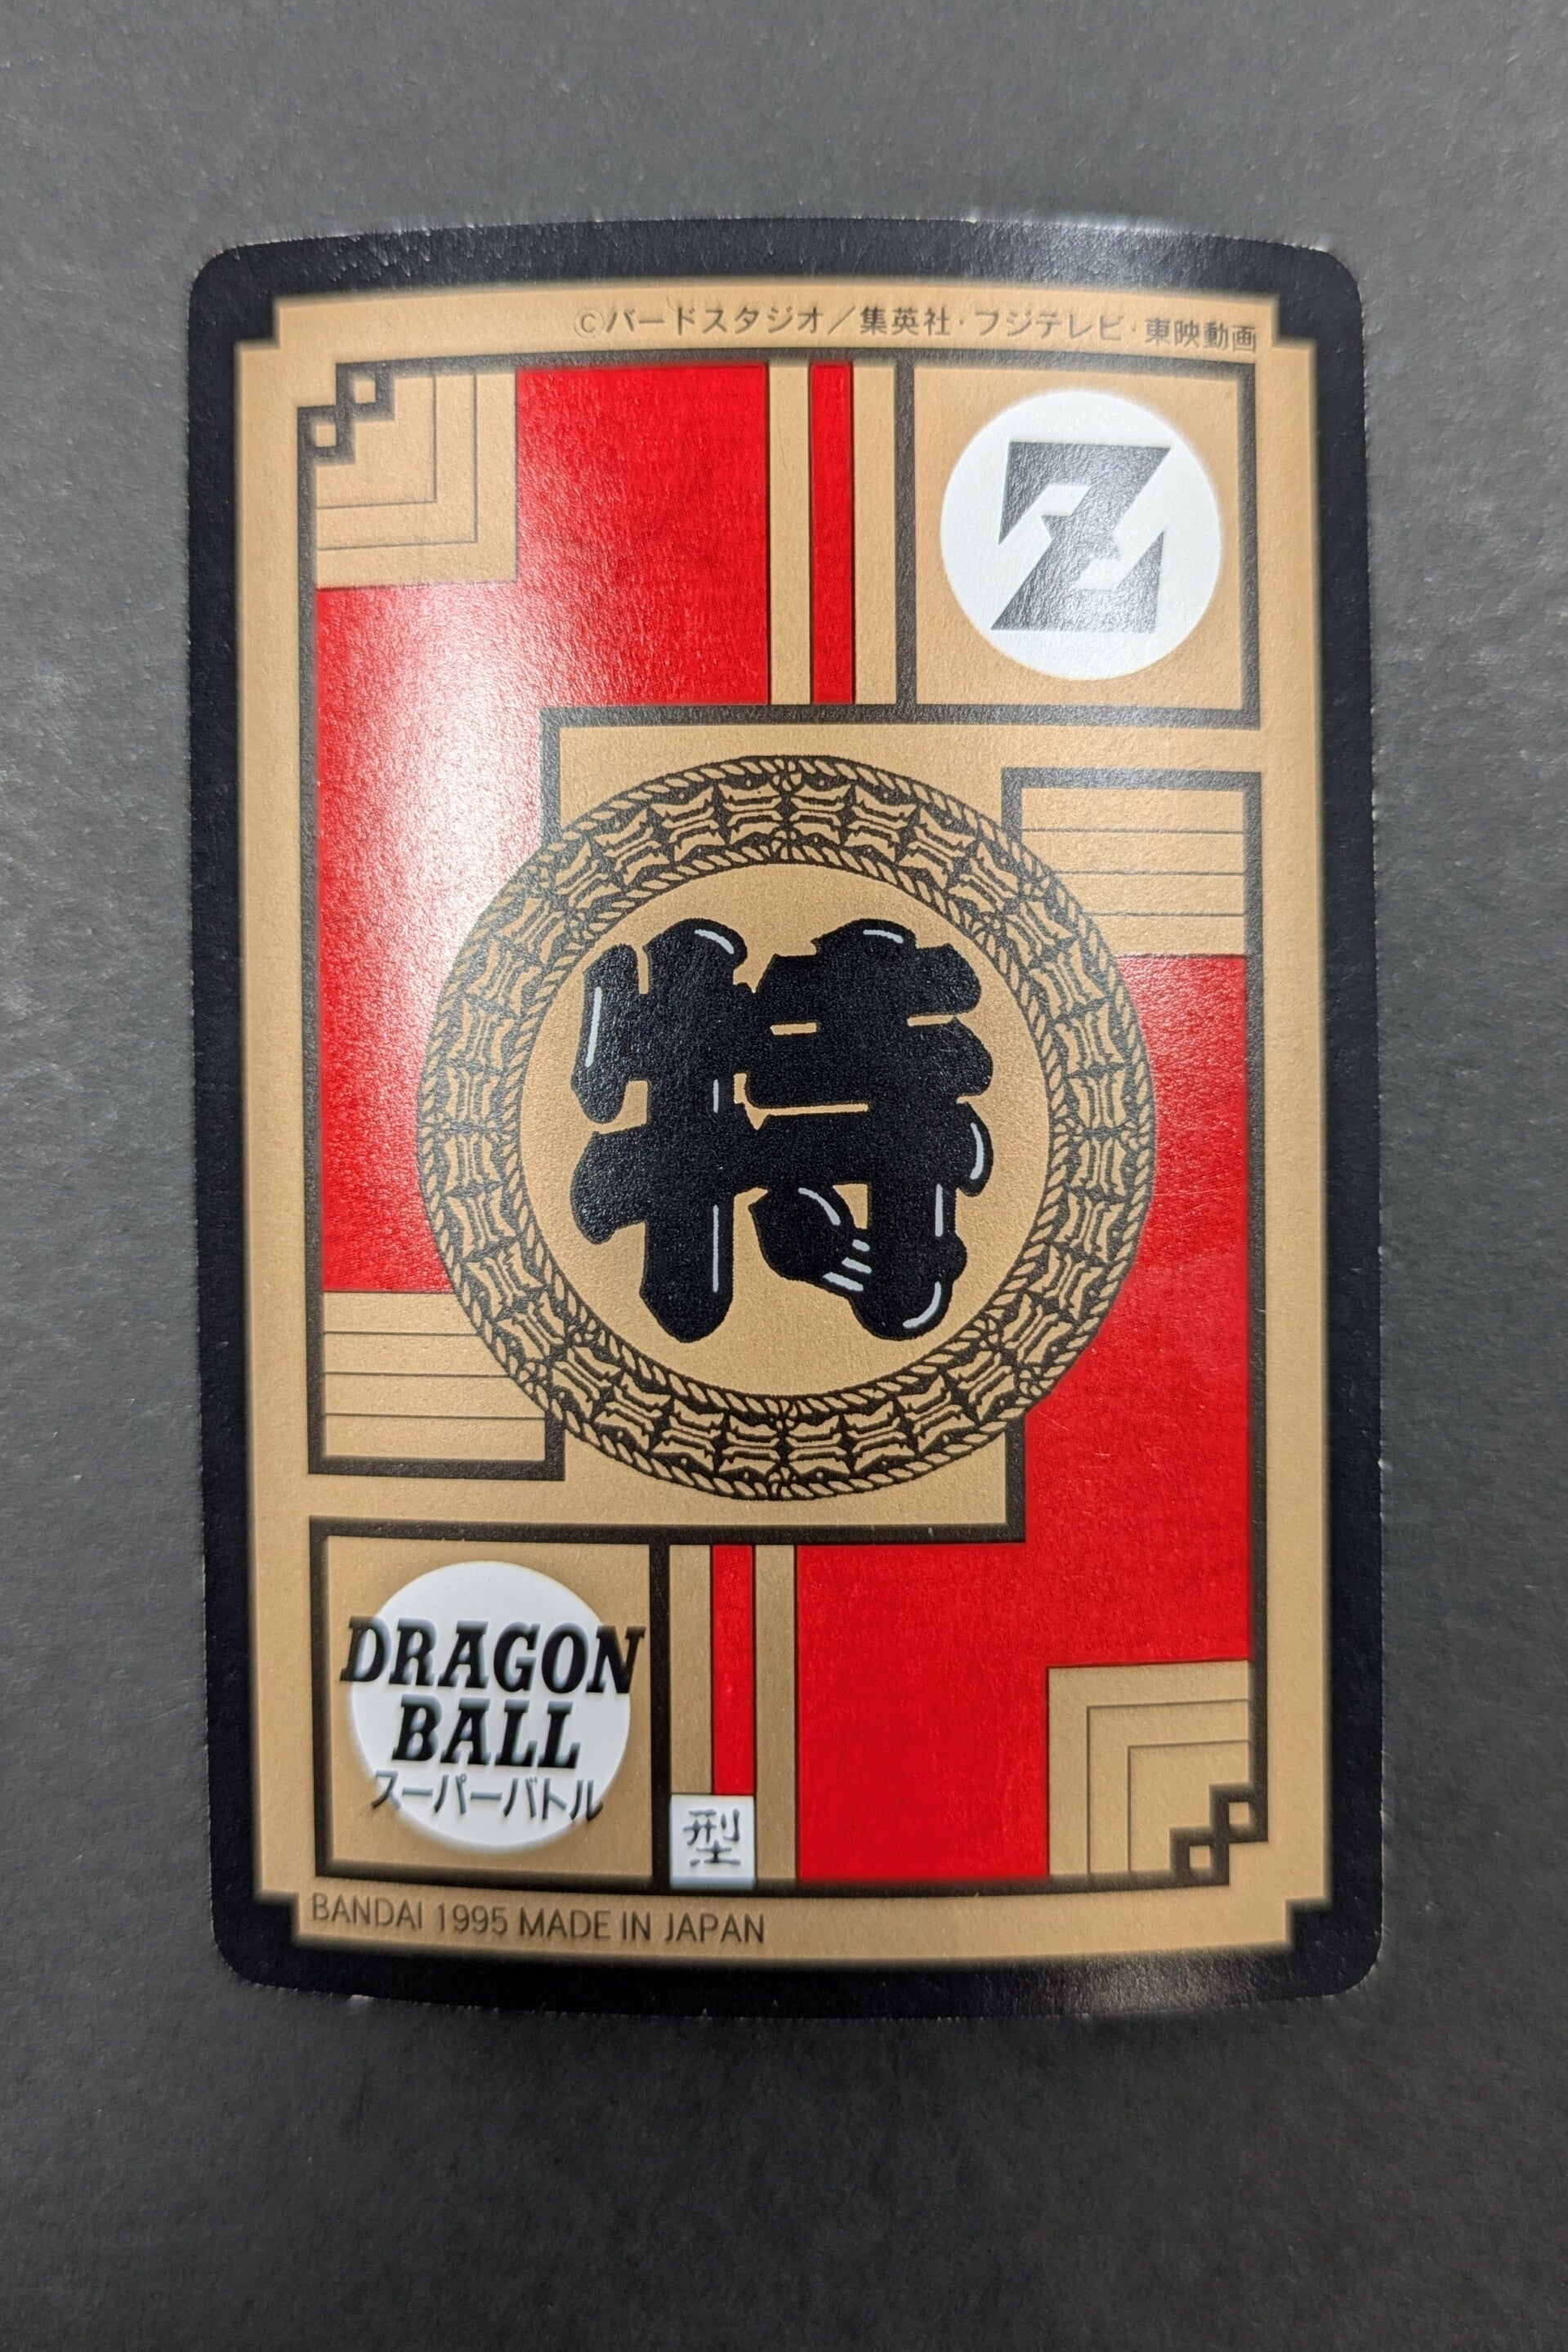 ©バードスタジオ／集英社・フジテレビ・東映動画
Z
特
DRAGON
BALL
スーパーバトル
型
BANDAI 1995 MADE IN JAPAN